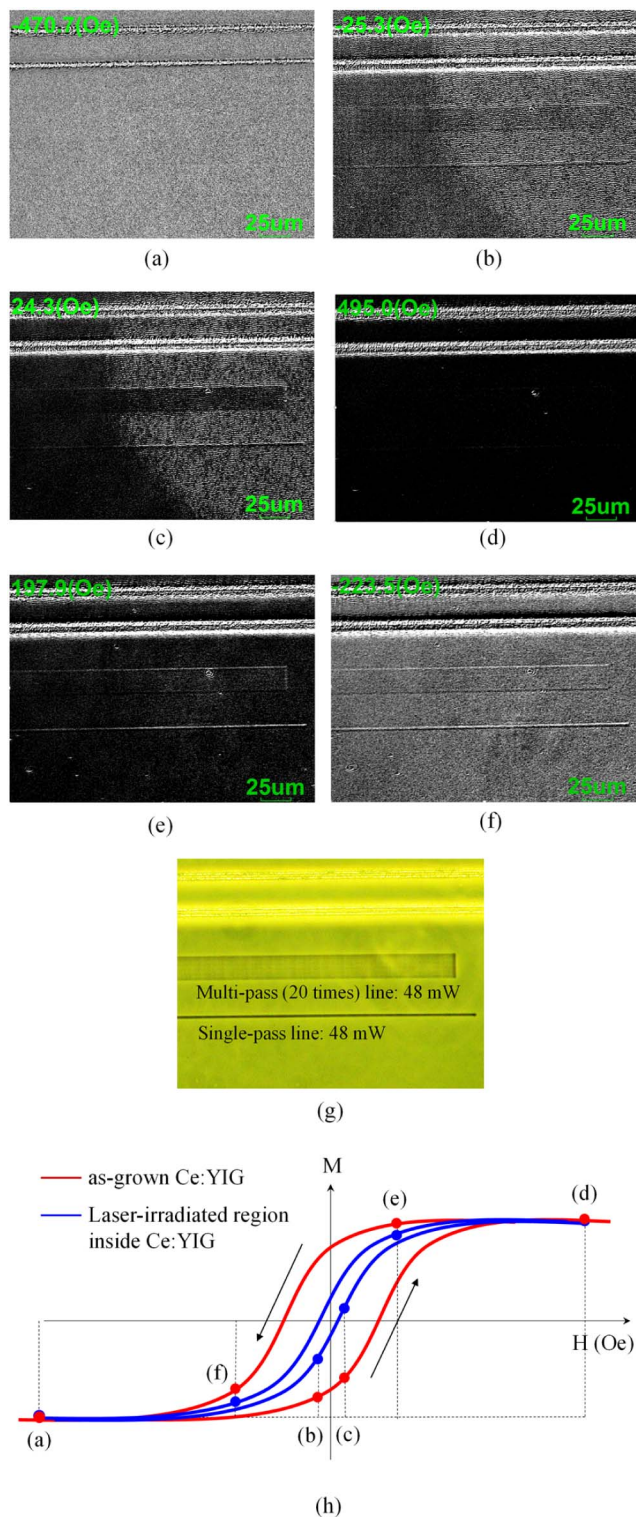 -470.7(Oe)
-25.3(Oe)
25um
25um
(a)
(b)
24.3(Oe)
495.0(Oe)
25um
25um
(c)
(d)
197.9(Oe)
-223.5(Oe)
25um
25um
(e)
(f)
Multi-pass (20 times) line: 48 mW
Single-pass line: 48 mW
(g)
M
as-grown Ce:YIG
(e)
(d)
Laser-irradiated region
inside Ce:YIG
H (Oe)
(f)
(a)
(b)
(c)
(h)